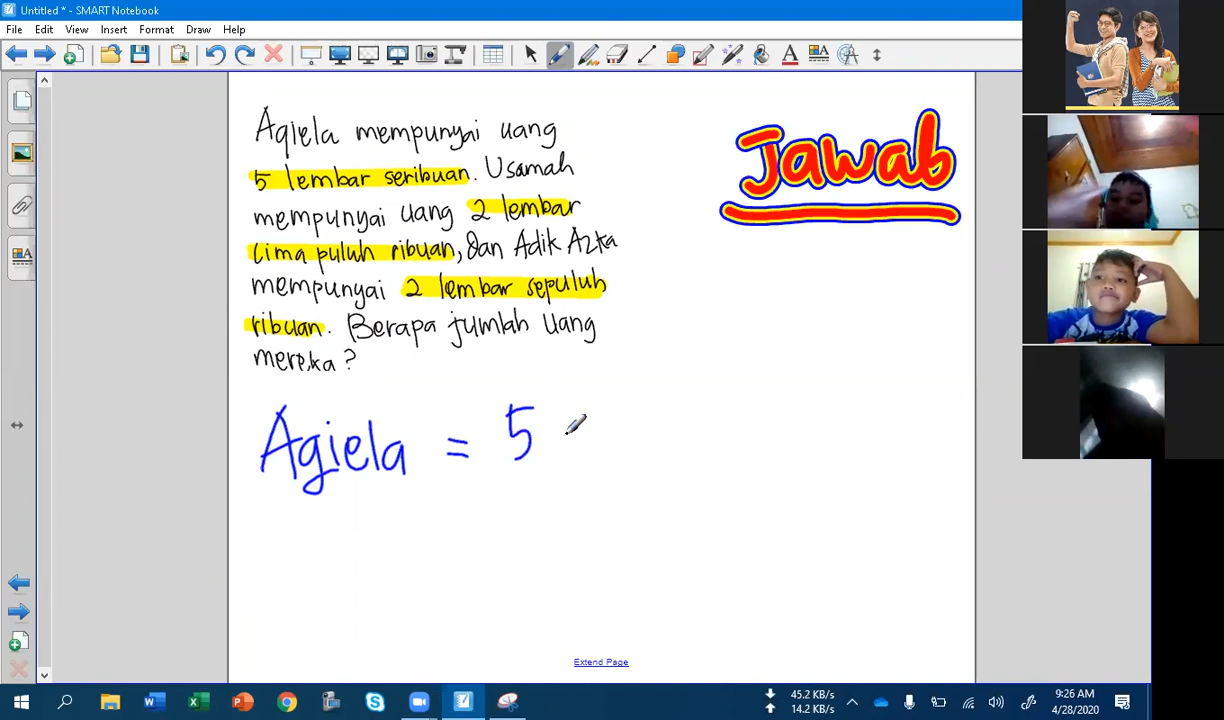 Untitled * - SMART Notebook
File Edit View Insert Format Draw Help
Aqiela mempunyai uang
5 lembar seribuan. Usamah
mempunyai uang 2 lembar
lima puluh ribuan, dan Adik Azka
mempunyai 2 lembar sepuluh
ribuan. Berapa jumlah uang
mereka?
Jawab
Agiela = 5
Extend Page
45.2 KB/s
14.2 KB/s
9:26 AM
4/28/2020